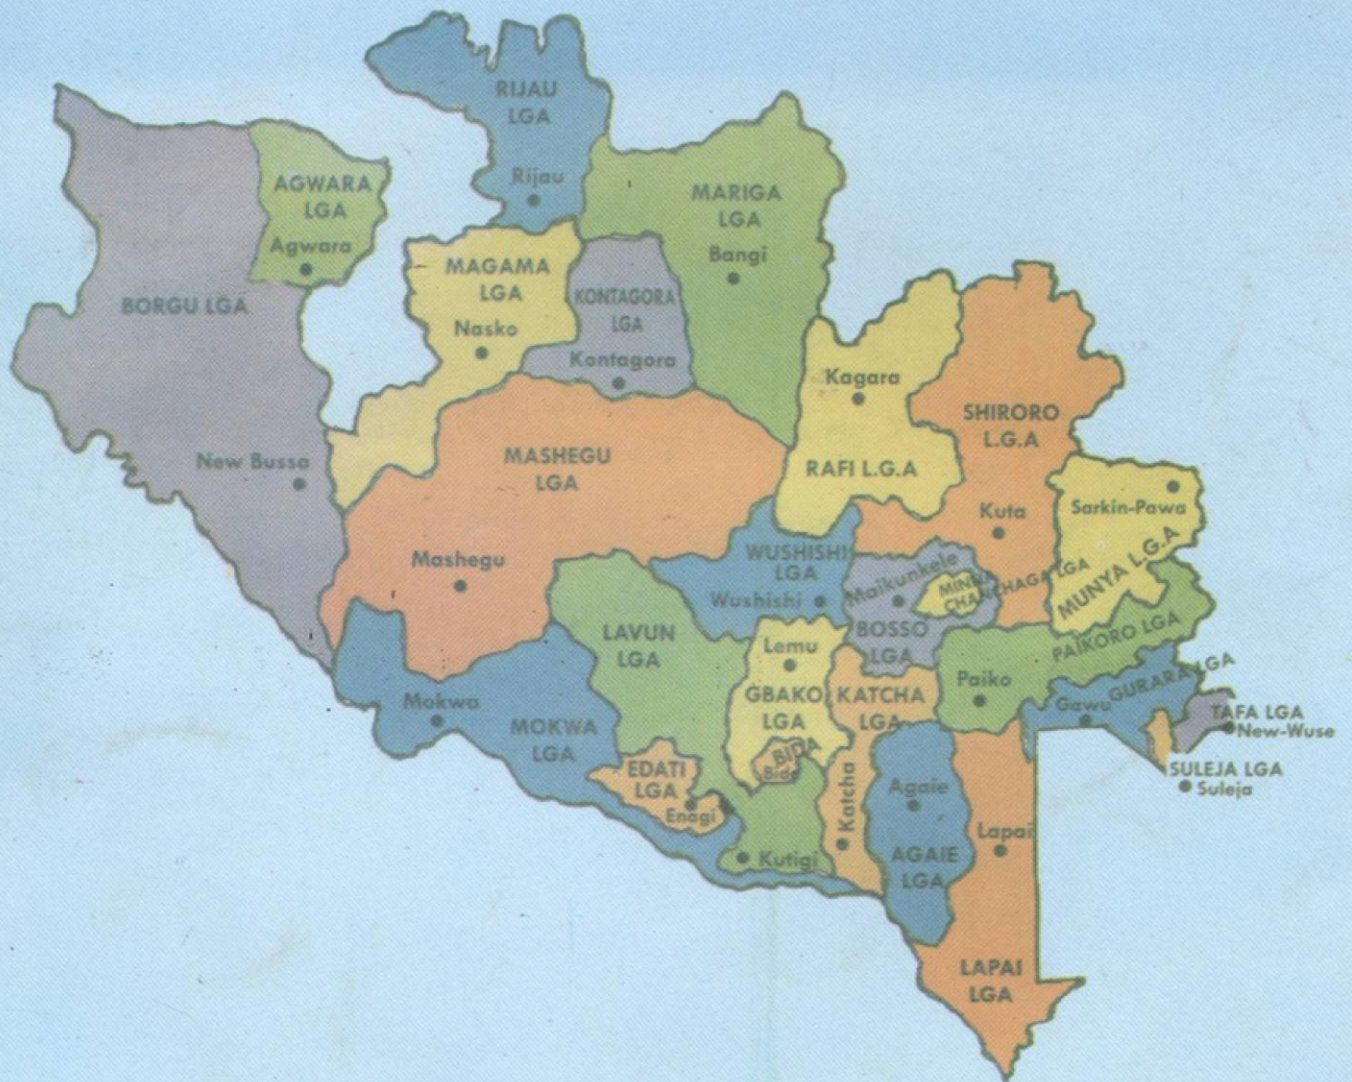 RIJAU
LGA
Rijau
AGWARA
LGA
Agwara
MARIGA
LGA
Bangi
BORGU LGA
New Bussa
MAGAMA
LGA
Nasko
KONTAGORA
LGA
Kontagora
Kagara
RAFI L.G.A
SHIRORO
L.G.A
Kuta
MASHEGU
LGA
Mashegu
Sarkin-Pawa
MUNYA L.G.A
WUSHISHI
LGA
Wushishi
Maikunkele
BOSSO
LGA
MINNA
CHANCHAGA LGA
LAVUN
LGA
Kutigi
Lemu
GBAKO
LGA
KATCHA
LGA
Katcha
Paiko
PAIKORO LGA
Gawu
GURARA LGA
TAFA LGA
New-Wuse
SULEJA LGA
Suleja
Mokwa
MOKWA
LGA
EDATI
LGA
Enagi
BIDA
Bida
Agaie
AGAIE
LGA
Lapai
LAPAI
LGA